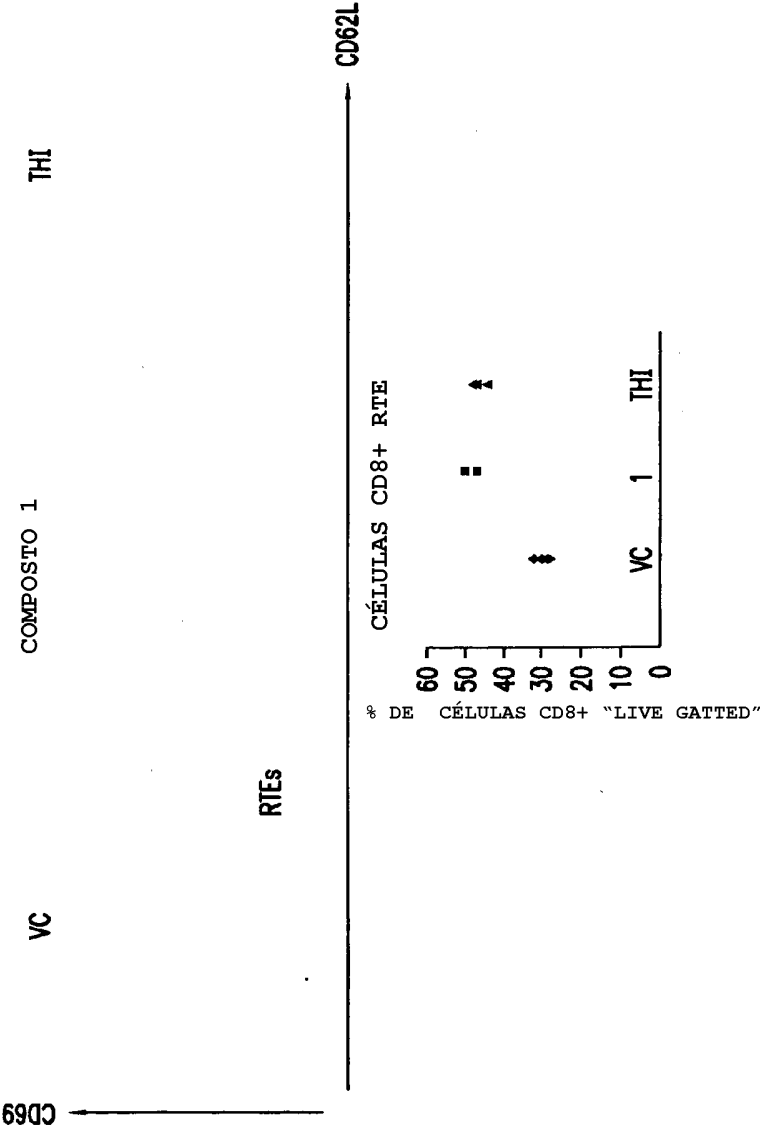 VC
COMPOSTO 1
THI
CD69
RTEs
CD62L
CÉLULAS CD8+ RTE
% DE CÉLULAS CD8+ “LIVE GATTED”
60
50
40
30
20
10
0
VC
1
THI